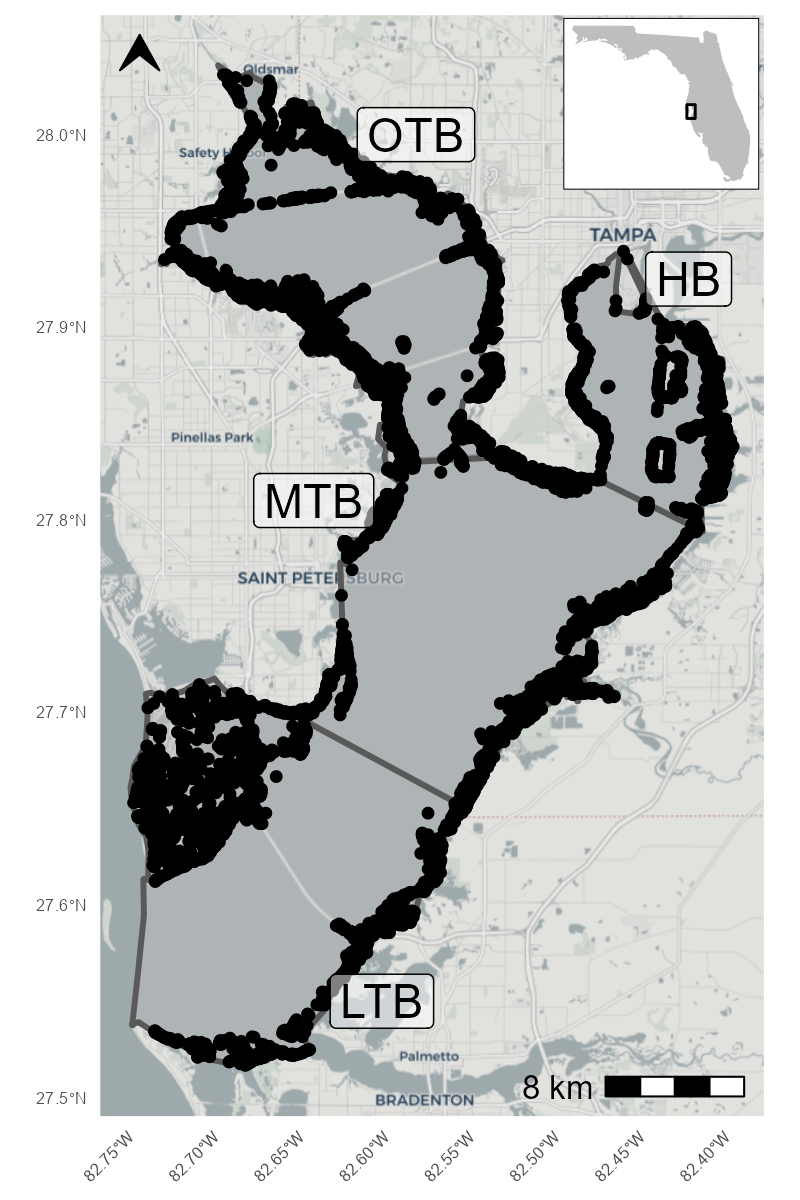 Oldsmar
OTB
28.0°N
Safety H
TAMPA
HB
27.9°N
Pinellas Park
MTB
27.8°N
SAINT PETERSBURG
27.7°N
27.6°N
LTB
Palmetto
8 km
BRADENTON
27.5°N
82.75°W
82.70°W
82.65°W
82.60°W
82.55°W
82.50°W
82.45°W
82.40°W